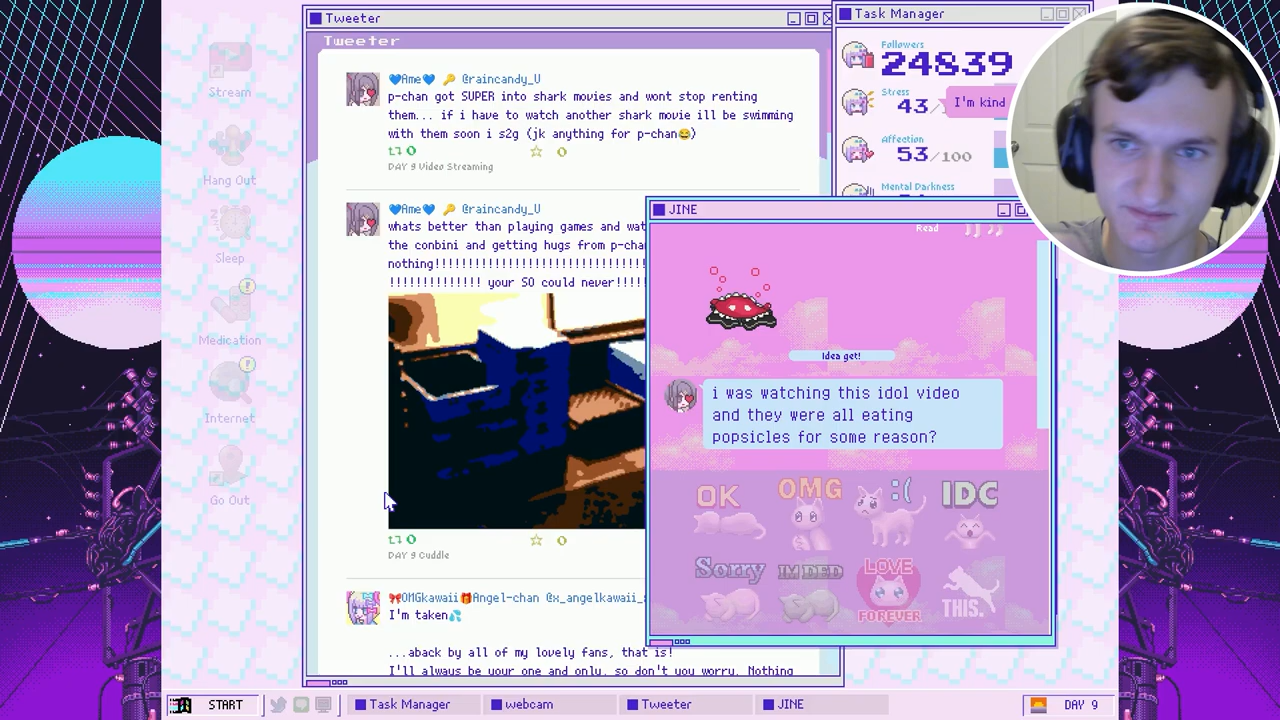 Stream
Hang Out
Sleep
Medication
Internet
Go Out
Tweeter
Tweeter
💙Ame💙 🔑 @raincandy_U
p-chan got SUPER into shark movies and wont stop renting
them... if i have to watch another shark movie ill be swimming
with them soon i s2g (jk anything for p-chan😂)
0
0
DAY 9 Video Streaming
💙Ame💙 🔑 @raincandy_U
whats better than playing games and wat
the conbini and getting hugs from p-cha
nothing!!!!!!!!!!!!!!!!!!!!!!!!!!!!!!!!!
!!!!!!!!!!!!! your SO could never!!!!!
0
0
DAY 9 Cuddle
🎀OMGkawaii🎁Angel-chan @x_angelkawaii_
I'm taken💦
...aback by all of my lovely fans, that is!
I'll always be your one and only, so don't you worry. Nothing
Task Manager
Followers
24839
Stress
43/
I'm kind
Affection
53/100
Mental Darkness
JINE
Read
Idea get!
i was watching this idol video
and they were all eating
popsicles for some reason?
OK
OMG
:(
IDC
Sorry
IM DED
LOVE
FOREVER
THIS.
START
Task Manager
webcam
Tweeter
JINE
DAY 9